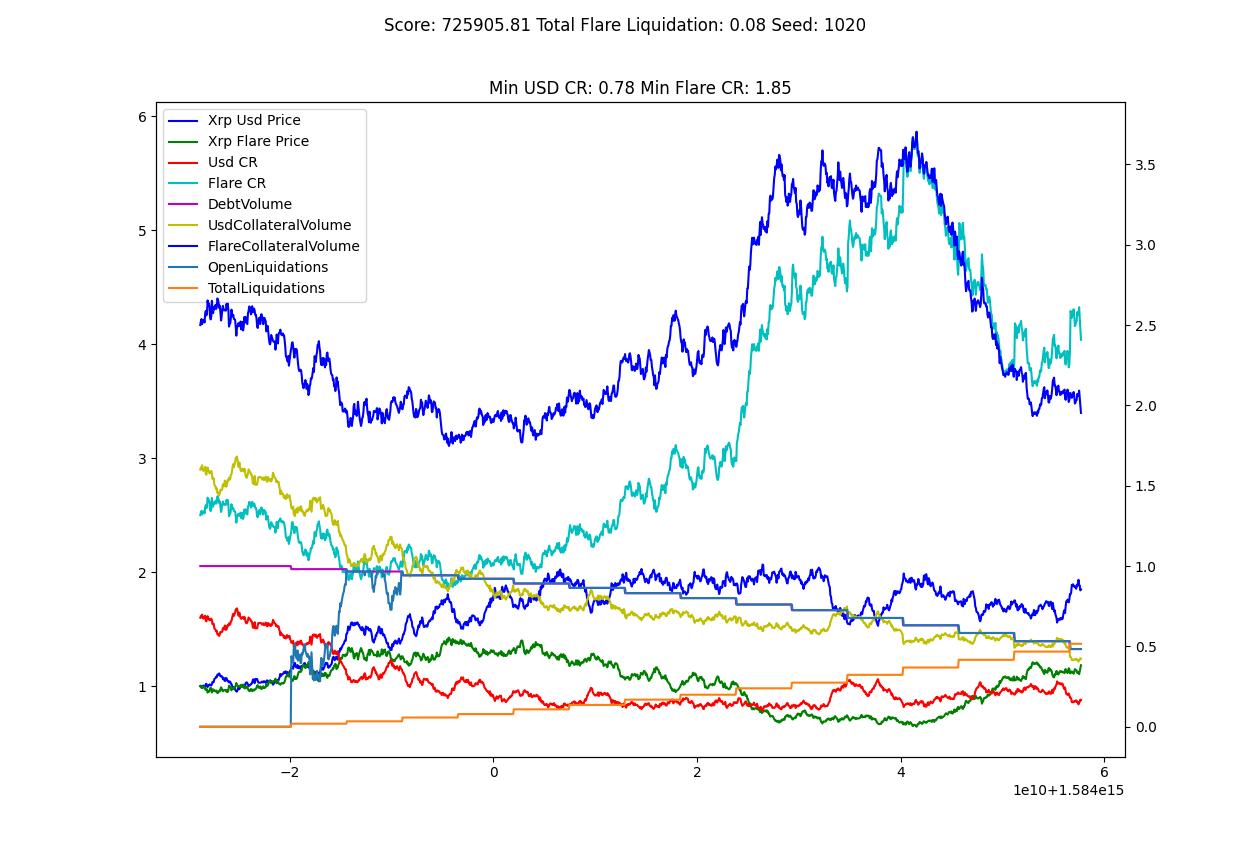 Score: 725905.81 Total Flare Liquidation: 0.08 Seed: 1020
Min USD CR: 0.78 Min Flare CR: 1.85
Xrp Usd Price
Xrp Flare Price
Usd CR
Flare CR
DebtVolume
UsdCollateralVolume
FlareCollateralVolume
OpenLiquidations
TotalLiquidations
6
5
4
3
2
1
3.5
3.0
2.5
2.0
1.5
1.0
0.5
0.0
−2 0 2 4 6
1e10+1.584e15